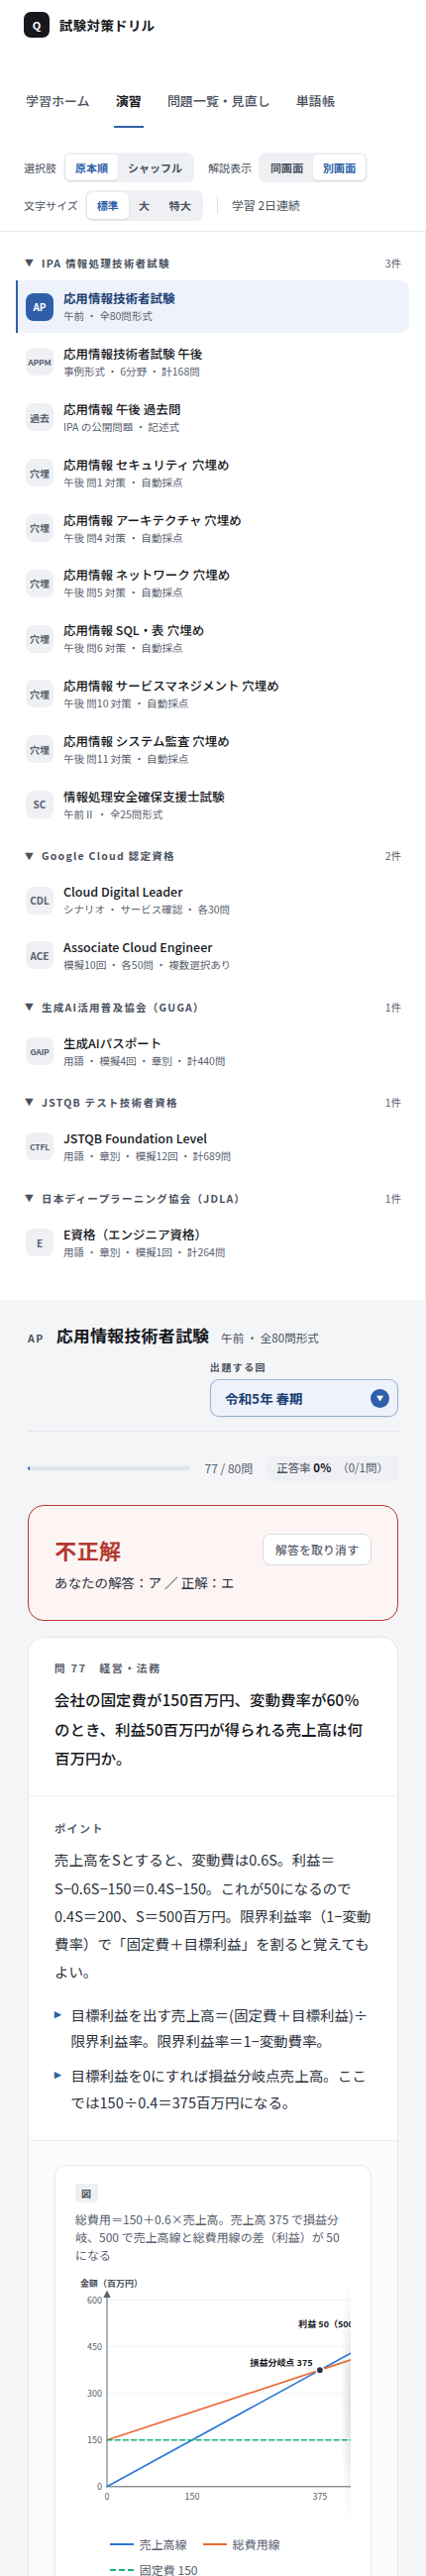 Q 試験対策ドリル
学習ホーム 演習 問題一覧・見直し 単語帳
選択肢 原本順 シャッフル 解説表示 同画面 別画面
文字サイズ 標準 大 特大 学習 2日連続
▼ IPA 情報処理技術者試験 3件
AP 応用情報技術者試験
午前 ・ 全80問形式
APPM 応用情報技術者試験 午後
事例形式 ・ 6分野 ・ 計168問
過去 応用情報 午後 過去問
IPA の公開問題 ・ 記述式
穴埋 応用情報 セキュリティ 穴埋め
午後 問1 対策 ・ 自動採点
穴埋 応用情報 アーキテクチャ 穴埋め
午後 問4 対策 ・ 自動採点
穴埋 応用情報 ネットワーク 穴埋め
午後 問5 対策 ・ 自動採点
穴埋 応用情報 SQL・表 穴埋め
午後 問6 対策 ・ 自動採点
穴埋 応用情報 サービスマネジメント 穴埋め
午後 問10 対策 ・ 自動採点
穴埋 応用情報 システム監査 穴埋め
午後 問11 対策 ・ 自動採点
SC 情報処理安全確保支援士試験
午前Ⅱ ・ 全25問形式
▼ Google Cloud 認定資格 2件
CDL Cloud Digital Leader
シナリオ ・ サービス確認 ・ 各30問
ACE Associate Cloud Engineer
模擬10回 ・ 各50問 ・ 複数選択あり
▼ 生成AI活用普及協会（GUGA） 1件
GAIP 生成AIパスポート
用語 ・ 模擬4回 ・ 章別 ・ 計440問
▼ JSTQB テスト技術者資格 1件
CTFL JSTQB Foundation Level
用語 ・ 章別 ・ 模擬12回 ・ 計689問
▼ 日本ディープラーニング協会（JDLA） 1件
E E資格（エンジニア資格）
用語 ・ 章別 ・ 模擬1回 ・ 計264問
AP 応用情報技術者試験 午前 ・ 全80問形式
出題する回
令和5年 春期 ▼
77 / 80問 正答率 0% （0/1問）
不正解 解答を取り消す
あなたの解答：ア ／ 正解：エ
問 77 経営・法務
会社の固定費が150百万円、変動費率が60%
のとき、利益50百万円が得られる売上高は何
百万円か。
ポイント
売上高をSとすると、変動費は0.6S。利益＝
S−0.6S−150＝0.4S−150。これが50になるので
0.4S＝200、S＝500百万円。限界利益率（1−変動
費率）で「固定費＋目標利益」を割ると覚えても
よい。
▶ 目標利益を出す売上高＝(固定費＋目標利益)÷
限界利益率。限界利益率＝1−変動費率。
▶ 目標利益を0にすれば損益分岐点売上高。ここ
では150÷0.4＝375百万円になる。
図
総費用＝150＋0.6×売上高。売上高 375 で損益分
岐、500 で売上高線と総費用線の差（利益）が 50
になる
金額（百万円）
600
利益 50（500
450
損益分岐点 375
300
150
0
0 150 375
売上高線 総費用線
固定費 150